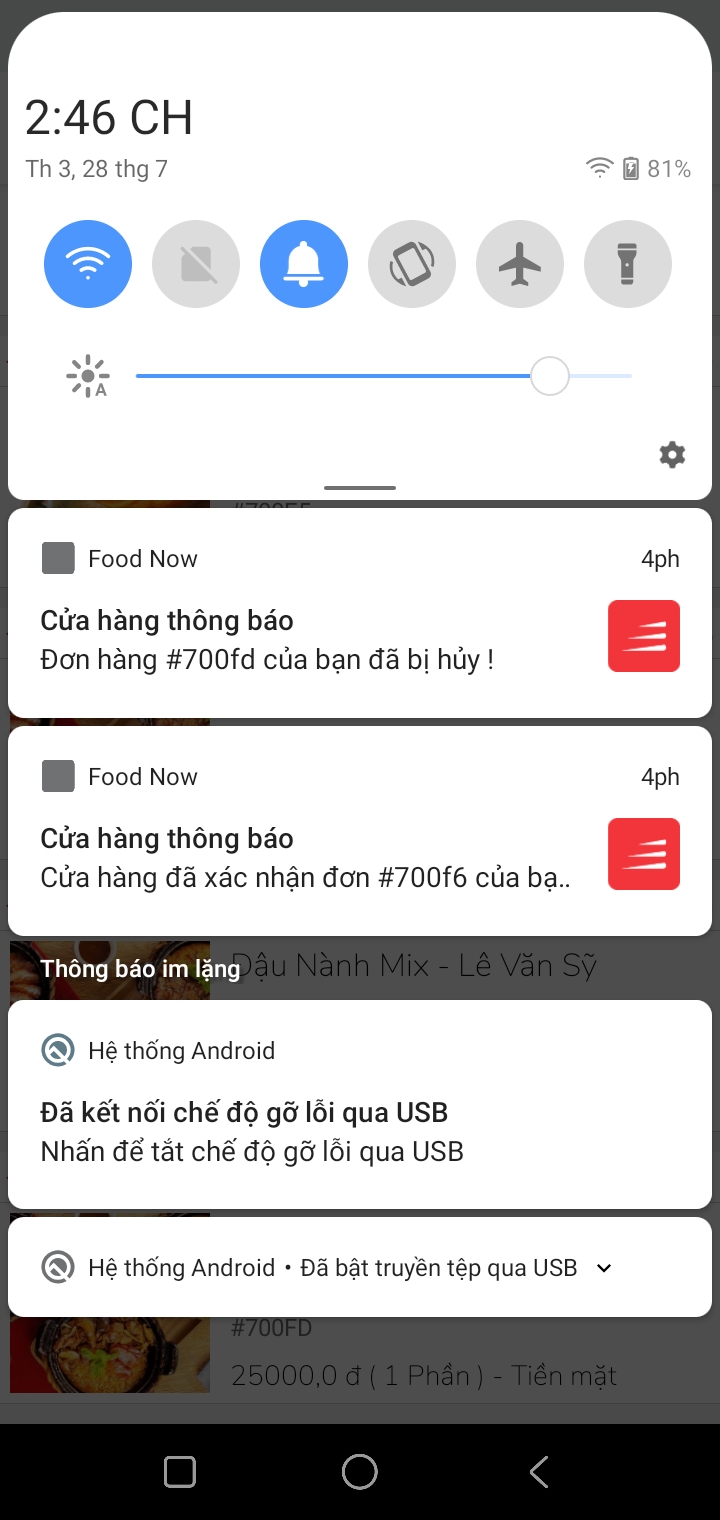 2:46 CH
Th 3, 28 thg 7
81%
A
Food Now
4ph
Cửa hàng thông báo
Đơn hàng #700fd của bạn đã bị hủy !
Food Now
4ph
Cửa hàng thông báo
Cửa hàng đã xác nhận đơn #700f6 của bạ..
Thông báo im lặng
Dậu Nành Mix - Lê Văn Sỹ
Hệ thống Android
Đã kết nối chế độ gỡ lỗi qua USB
Nhấn để tắt chế độ gỡ lỗi qua USB
Hệ thống Android • Đã bật truyền tệp qua USB
#700FD
25000,0 đ ( 1 Phần ) - Tiền mặt